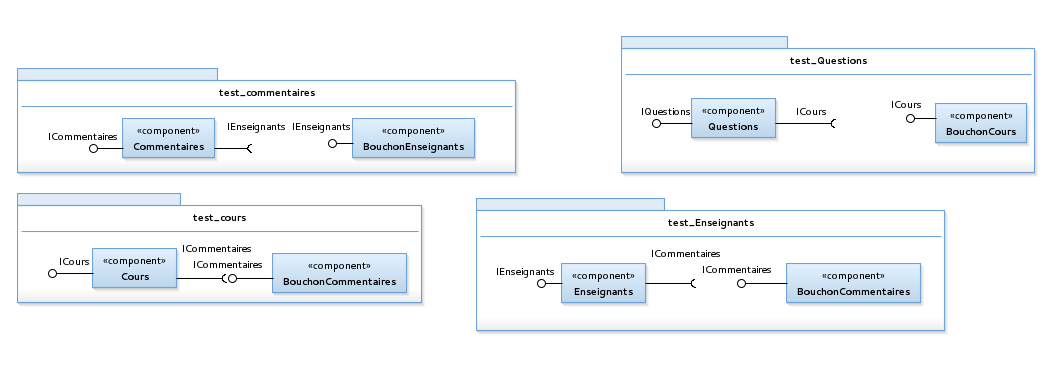 test_commentaires
ICommentaires
«component»
Commentaires
IEnseignants
IEnseignants
«component»
BouchonEnseignants
test_Questions
IQuestions
«component»
Questions
ICours
ICours
«component»
BouchonCours
test_cours
ICours
«component»
Cours
ICommentaires
ICommentaires
«component»
BouchonCommentaires
test_Enseignants
IEnseignants
«component»
Enseignants
ICommentaires
ICommentaires
«component»
BouchonCommentaires